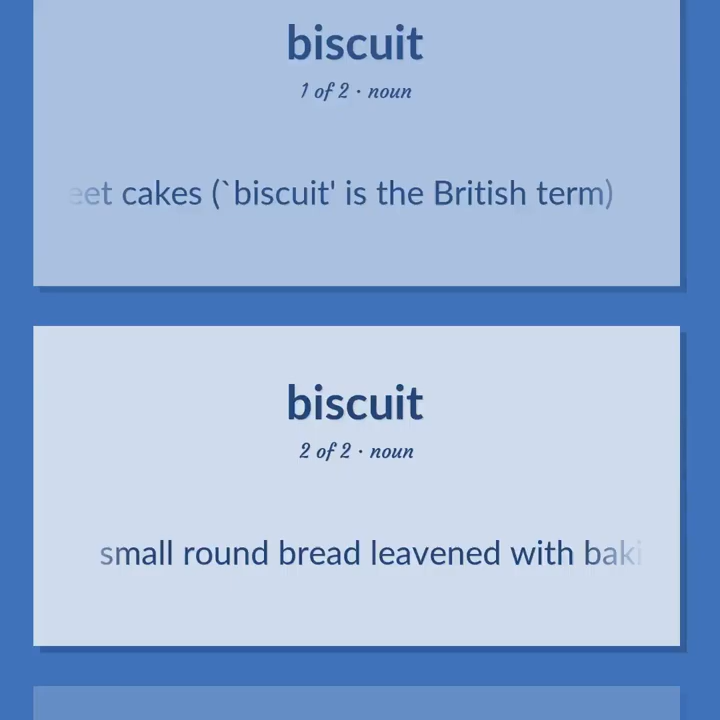 biscuit
1 of 2 · noun
cakes (`biscuit' is the British term)
biscuit
2 of 2 · noun
small round bread leavened with